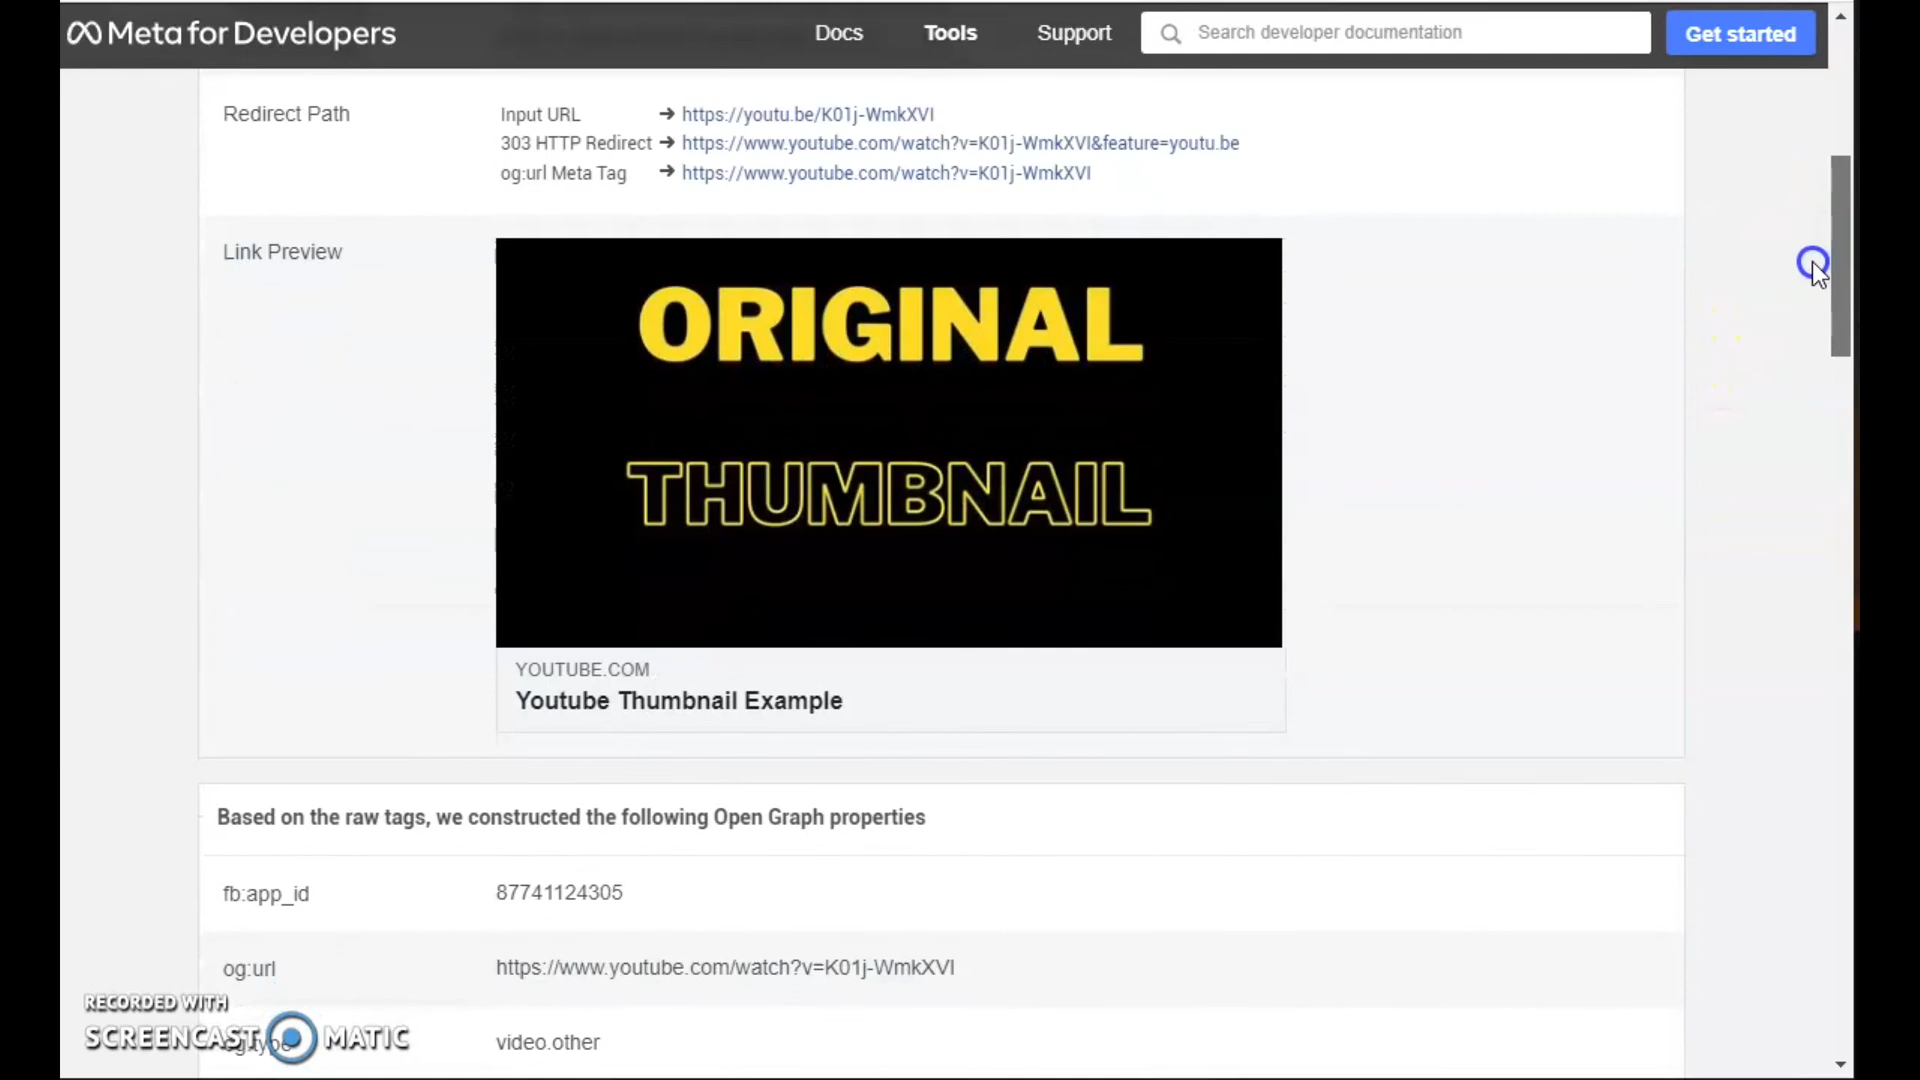 Meta for Developers
Docs
Tools
Support
Search developer documentation
Get started
Redirect Path
Input URL → https://youtu.be/K01j-WmkXVI
303 HTTP Redirect → https://www.youtube.com/watch?v=K01j-WmkXVI&feature=youtu.be
og:url Meta Tag → https://www.youtube.com/watch?v=K01j-WmkXVI
Link Preview
ORIGINAL
THUMBNAIL
YOUTUBE.COM
Youtube Thumbnail Example
Based on the raw tags, we constructed the following Open Graph properties
fb:app_id 87741124305
og:url https://www.youtube.com/watch?v=K01j-WmkXVI
og:type video.other
RECORDED WITH
SCREENCAST MATIC